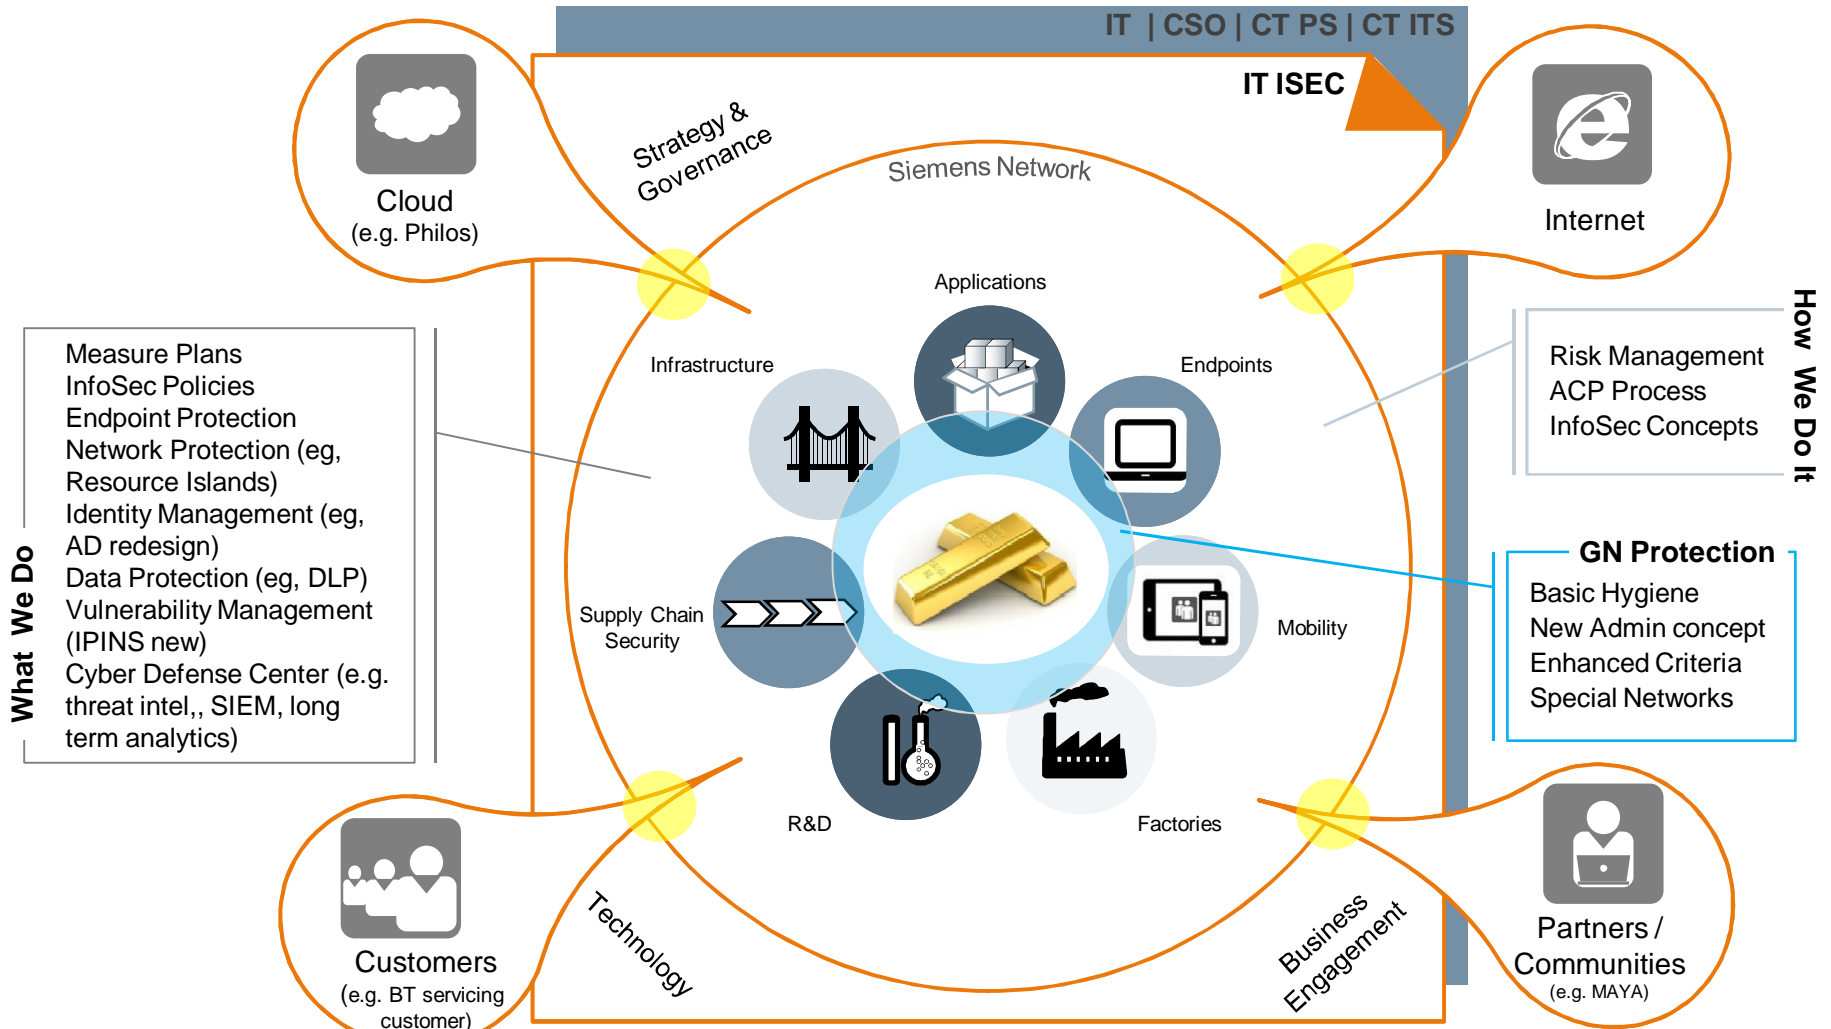 IT | CSO | CT PS | CT ITS
IT ISEC
Strategy &
Governance
Siemens Network
Cloud
(e.g. Philos)
Internet
Applications
Infrastructure
Endpoints
What We Do
Measure Plans
InfoSec Policies
Endpoint Protection
Network Protection (eg,
Resource Islands)
Identity Management (eg,
AD redesign)
Data Protection (eg, DLP)
Vulnerability Management
(IPINS new)
Cyber Defense Center (e.g.
threat intel,, SIEM, long
term analytics)
How We Do It
Risk Management
ACP Process
InfoSec Concepts
GN Protection
Basic Hygiene
New Admin concept
Enhanced Criteria
Special Networks
Supply Chain
Security
Mobility
R&D
Factories
Technology
Business
Engagement
Customers
(e.g. BT servicing
customer)
Partners /
Communities
(e.g. MAYA)